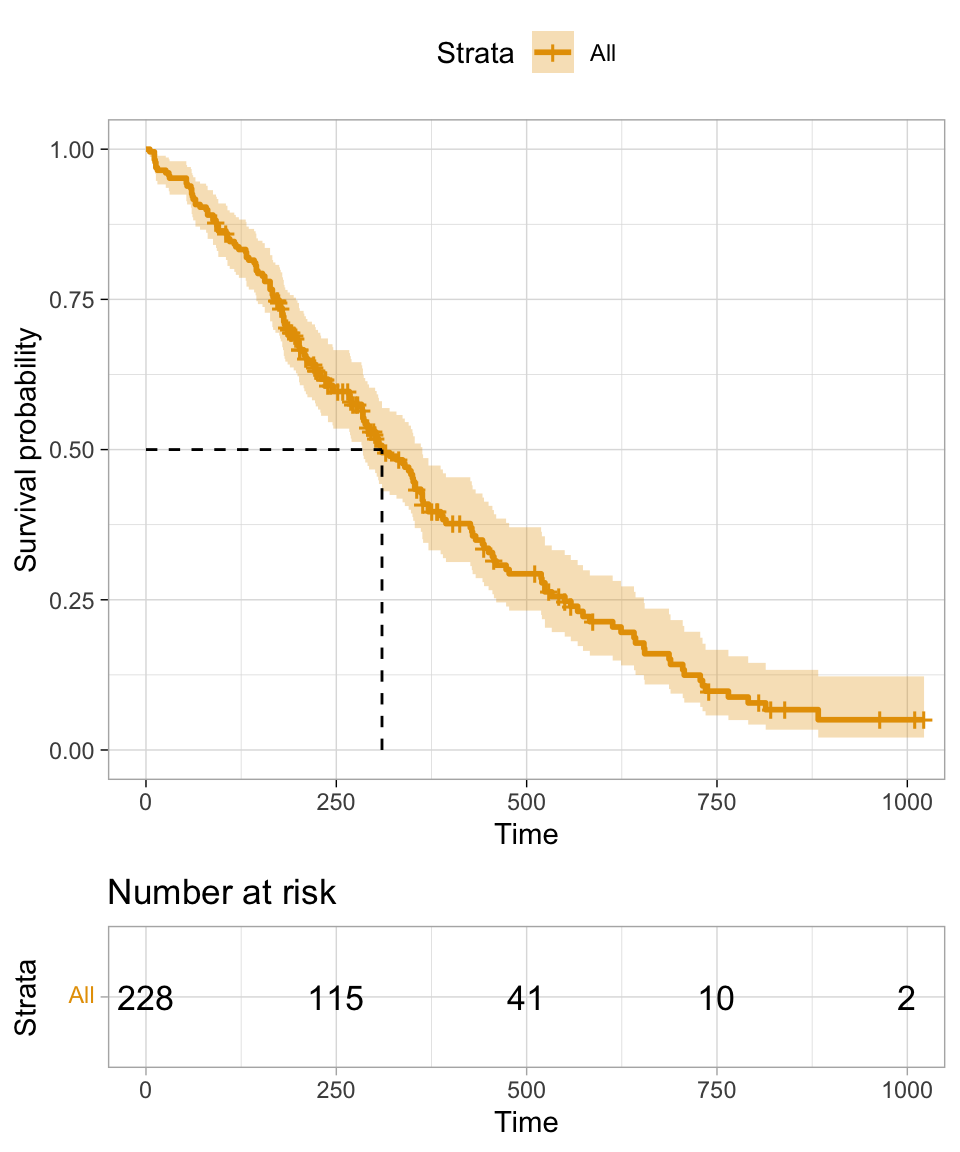 Strata All
1.00
0.75
0.50
0.25
0.00
Survival probability
0 250 500 750 1000
Time
Number at risk
Strata
All 228 115 41 10 2
0 250 500 750 1000
Time